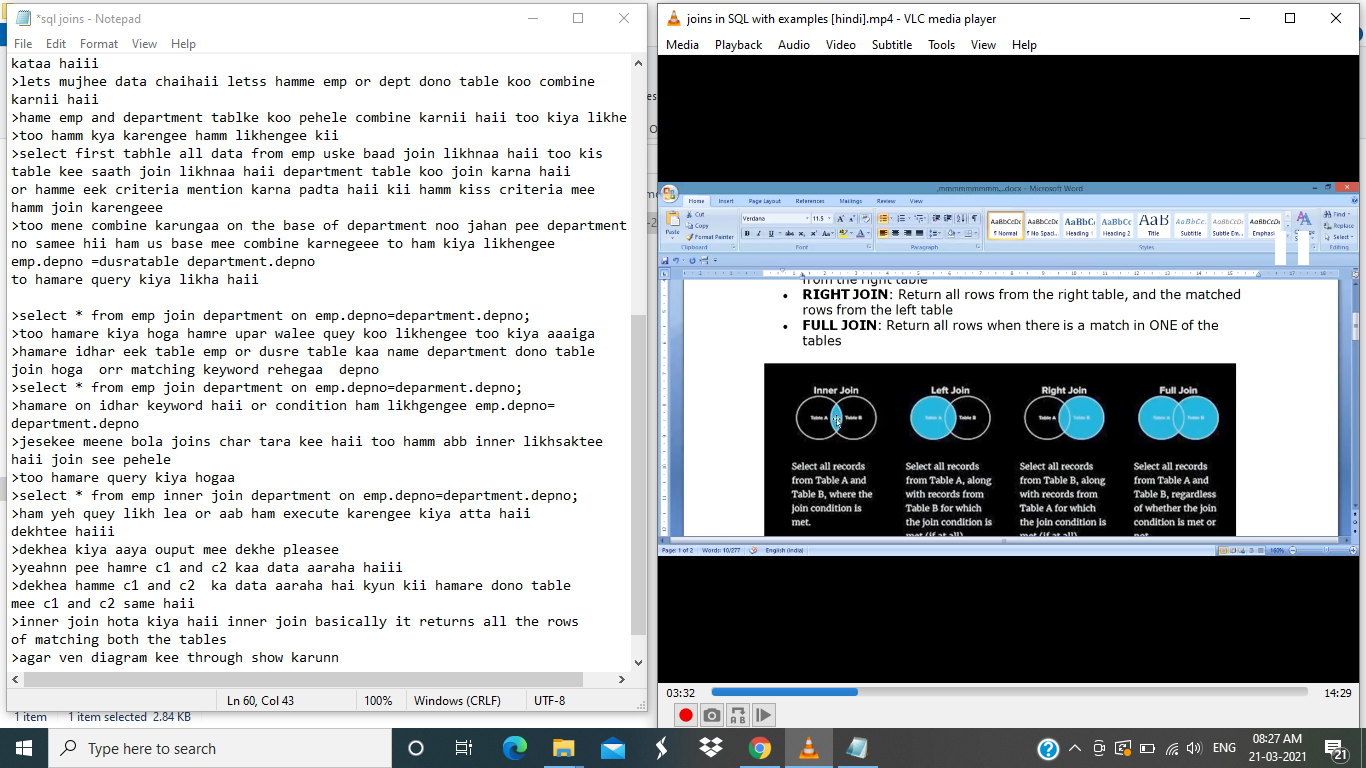 *sql joins - Notepad
File Edit Format View Help
kataa haiii
>lets mujhee data chaihaii letss hamme emp or dept dono table koo combine
karnii haii
>hame emp and department tablke koo pehele combine karnii haii too kiya likhe
>too hamm kya karengee hamm likhengee kii
>select first tabhle all data from emp uske baad join likhnaa haii too kis
table kee saath join likhnaa haii department table koo join karna haii
or hamme eek criteria mention karna padta haii kii hamm kiss criteria mee
hamm join karengeee
>too mene combine karungaa on the base of department noo jahan pee department
no sameee hii ham us base mee combine karnegeee to ham kiya likhengee
emp.depno =dusratable department.depno
to hamare query kiya likha haii
>select * from emp join department on emp.depno=department.depno;
>too hamare kiya hoga hamre upar walee quey koo likhengee too kiya aaaiga
>hamare idhar eek table emp or dusre table kaa name department dono table
join hoga  orr matching keyword rehegaa  depno
>select * from emp join department on emp.depno=deparment.depno;
>hamare on idhar keyword haii or condition ham likhgengee emp.depno=
department.depno
>jesekee meene bola joins char tara kee haii too hamm abb inner likhsaktee
haii join see pehele
>too hamare query kiya hogaa
>select * from emp inner join department on emp.depno=department.depno;
>ham yeh quey likh lea or aab ham execute karengee kiya atta haii
dekhtee haiii
>dekhea kiya aaya ouput mee dekhe pleasee
>yeahnn pee hamre c1 and c2 kaa data aaraha haiii
>dekhea hamme c1 and c2  ka data aaraha hai kyun kii hamare dono table
mee c1 and c2 same haii
>inner join hota kiya haii inner join basically it returns all the rows
of matching both the tables
>agar ven diagram kee through show karunn
Ln 60, Col 43 100% Windows (CRLF) UTF-8
1 item 1 item selected 2.84 KB
joins in SQL with examples [hindi].mp4 - VLC media player
Media Playback Audio Video Subtitle Tools View Help
Home Insert Page Layout References Mailings Review View
Cut
Copy
Format Painter
Paste
Verdana 11.5
Clipboard Font Paragraph Styles Editing
¶ Normal ¶ No Spaci... Heading 1 Heading 2 Title Subtitle Subtle Em... Emphasis
Find
Replace
Select
from the right table
• RIGHT JOIN: Return all rows from the right table, and the matched
rows from the left table
• FULL JOIN: Return all rows when there is a match in ONE of the
tables
Inner Join Left Join Right Join Full Join
Table A Table B Table A Table B Table A Table B Table A Table B
Select all records
from Table A and
Table B, where the
join condition is
met.
Select all records
from Table A, along
with records from
Table B for which
the join condition is
met (if at all).
Select all records
from Table B, along
with records from
Table A for which
the join condition is
met (if at all).
Select all records
from Table A and
Table B, regardless
of whether the join
condition is met or
not.
Page: 1 of 2 Words: 10/277 English (India) 160%
03:32 14:29
Type here to search
ENG
08:27 AM
21-03-2021
21